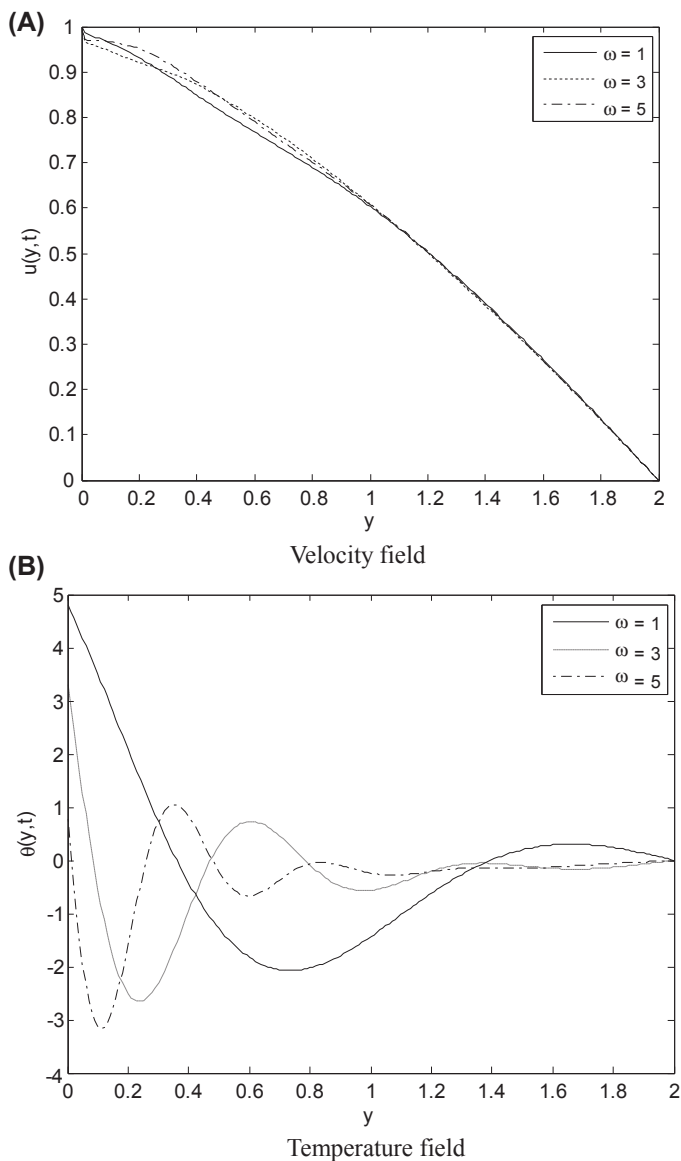 (A)
1
0.9
0.8
0.7
0.6
0.5
0.4
0.3
0.2
0.1
0
u(y,t)
ω = 1
ω = 3
ω = 5
0 0.2 0.4 0.6 0.8 1 1.2 1.4 1.6 1.8 2
y
Velocity field
(B)
5
4
3
2
1
0
-1
-2
-3
-4
θ(y,t)
ω = 1
ω = 3
ω = 5
0 0.2 0.4 0.6 0.8 1 1.2 1.4 1.6 1.8 2
y
Temperature field